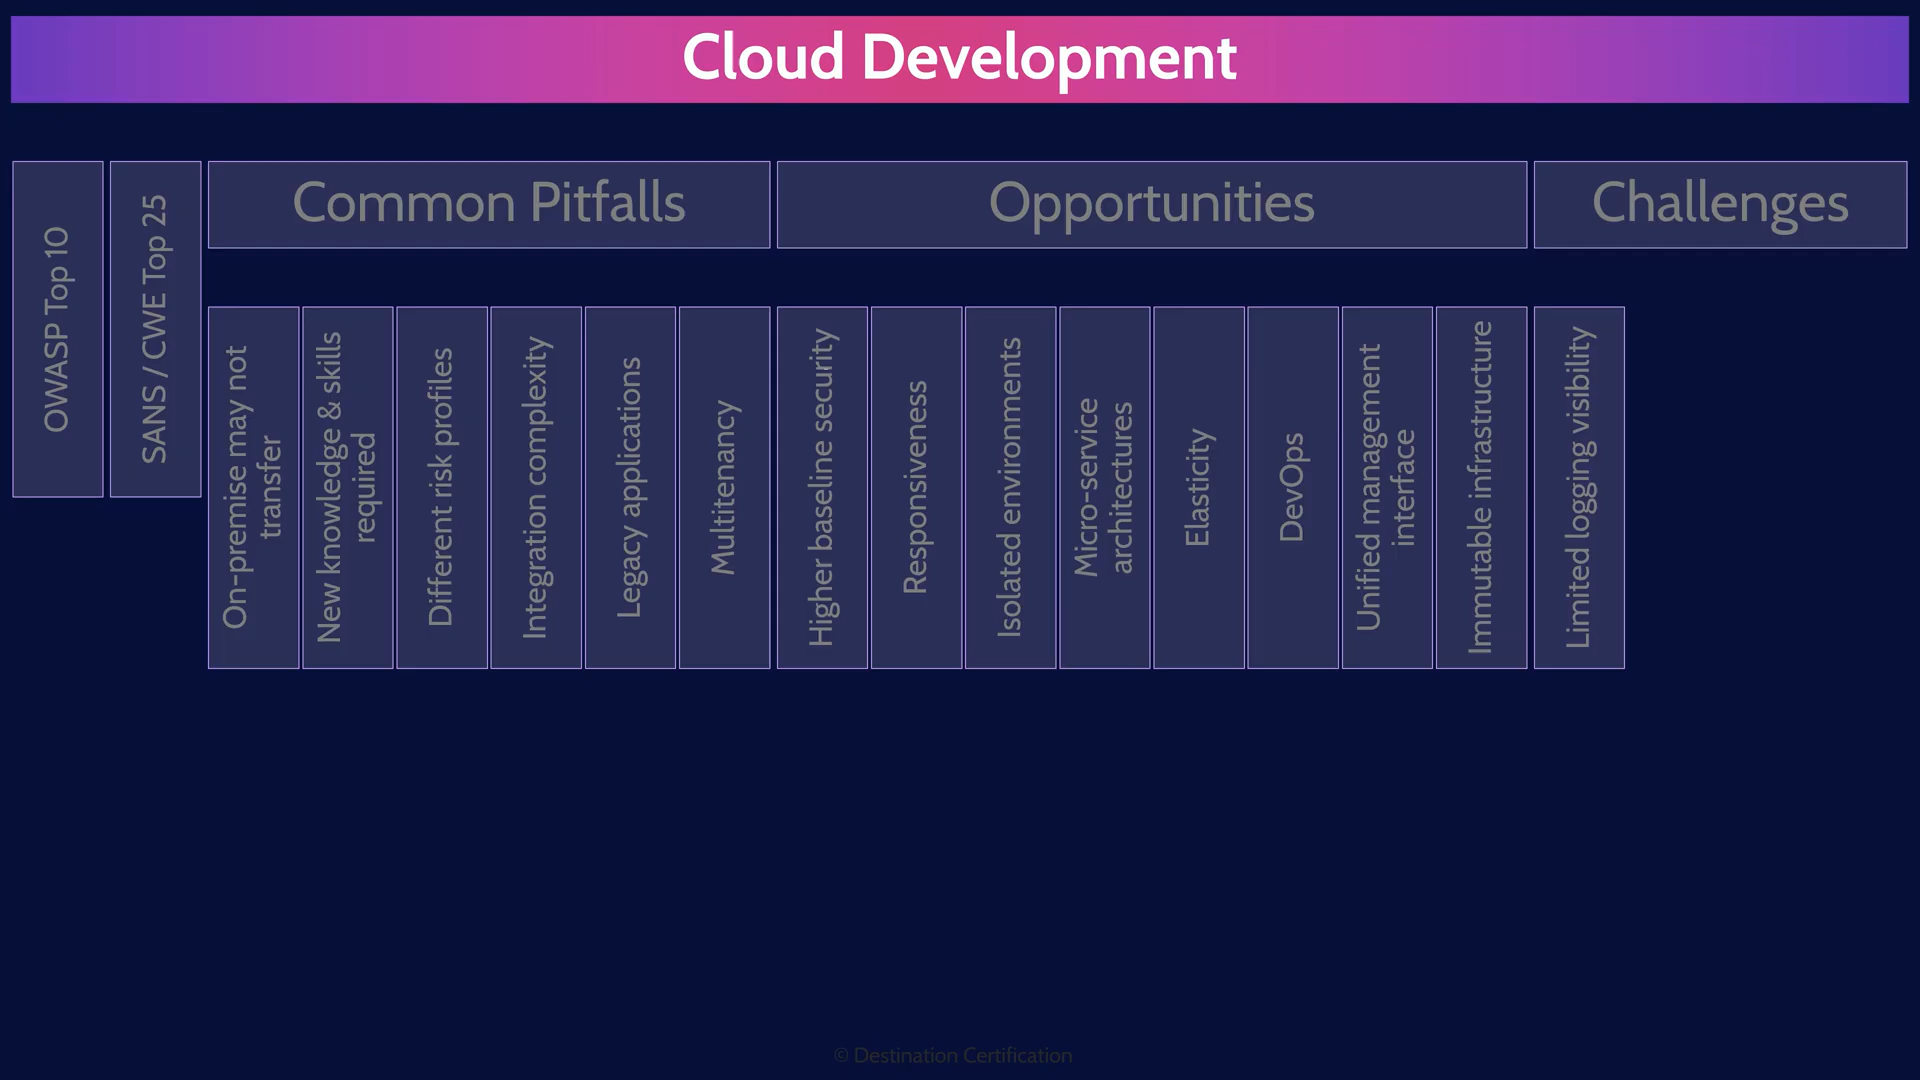 Cloud Development
OWASP Top 10
SANS / CWE Top 25
Common Pitfalls
Opportunities
Challenges
On-premise may not
transfer
New knowledge & skills
required
Different risk profiles
Integration complexity
Legacy applications
Multitenancy
Higher baseline security
Responsiveness
Isolated environments
Micro-service
architectures
Elasticity
DevOps
Unified management
interface
Immutable infrastructure
Limited logging visibility
© Destination Certification